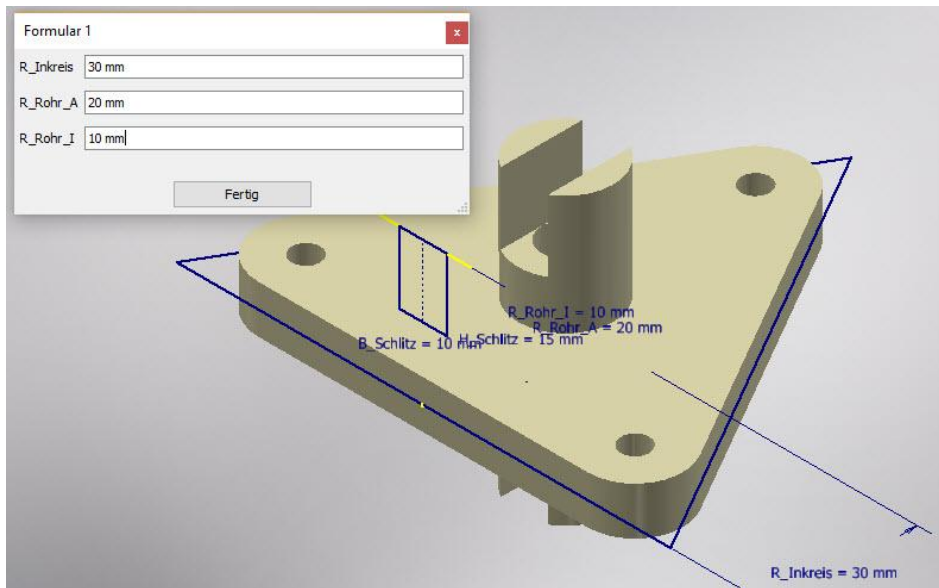 Formular 1
x
R_Inkreis 30 mm
R_Rohr_A 20 mm
R_Rohr_I 10 mm
Fertig
R_Rohr_I = 10 mm
R_Rohr_A = 20 mm
B_Schlitz = 10 mm
H_Schlitz = 15 mm
R_Inkreis = 30 mm